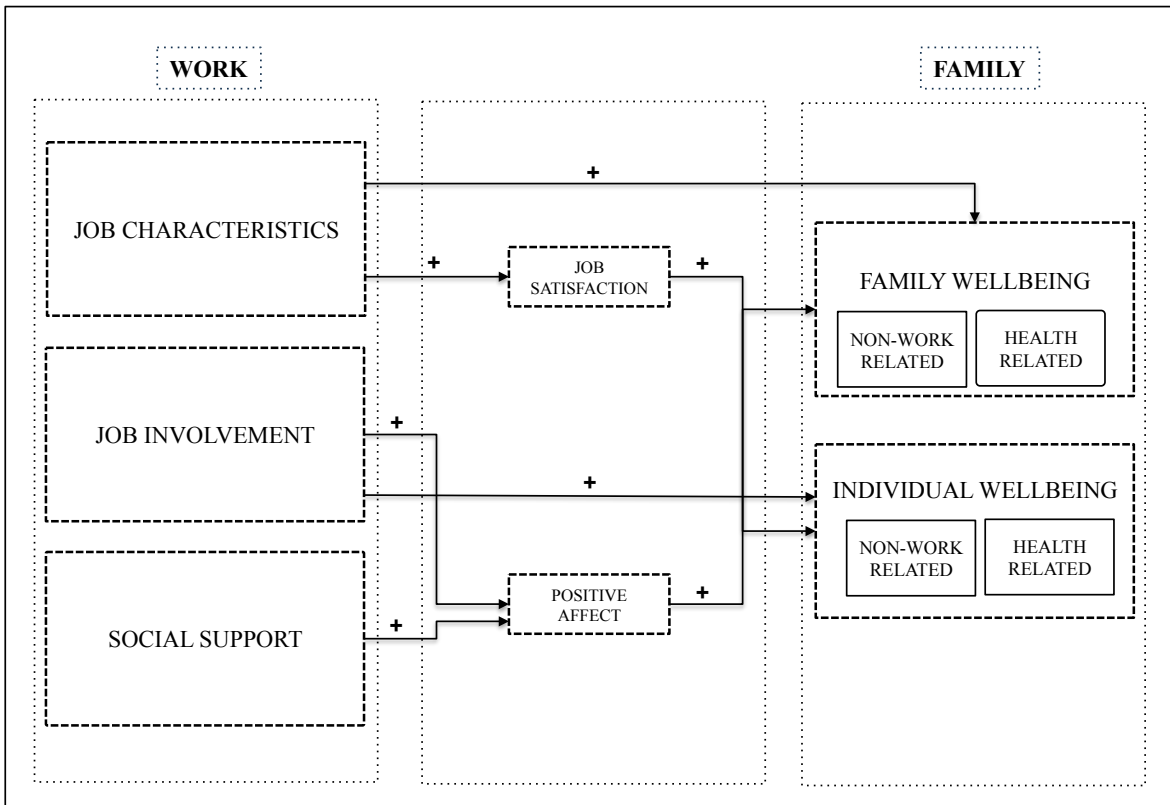 WORK
FAMILY
JOB CHARACTERISTICS
+
+
JOB
SATISFACTION
+
FAMILY WELLBEING
NON-WORK
RELATED
HEALTH
RELATED
JOB INVOLVEMENT
+
+
INDIVIDUAL WELLBEING
NON-WORK
RELATED
HEALTH
RELATED
SOCIAL SUPPORT
+
POSITIVE
AFFECT
+